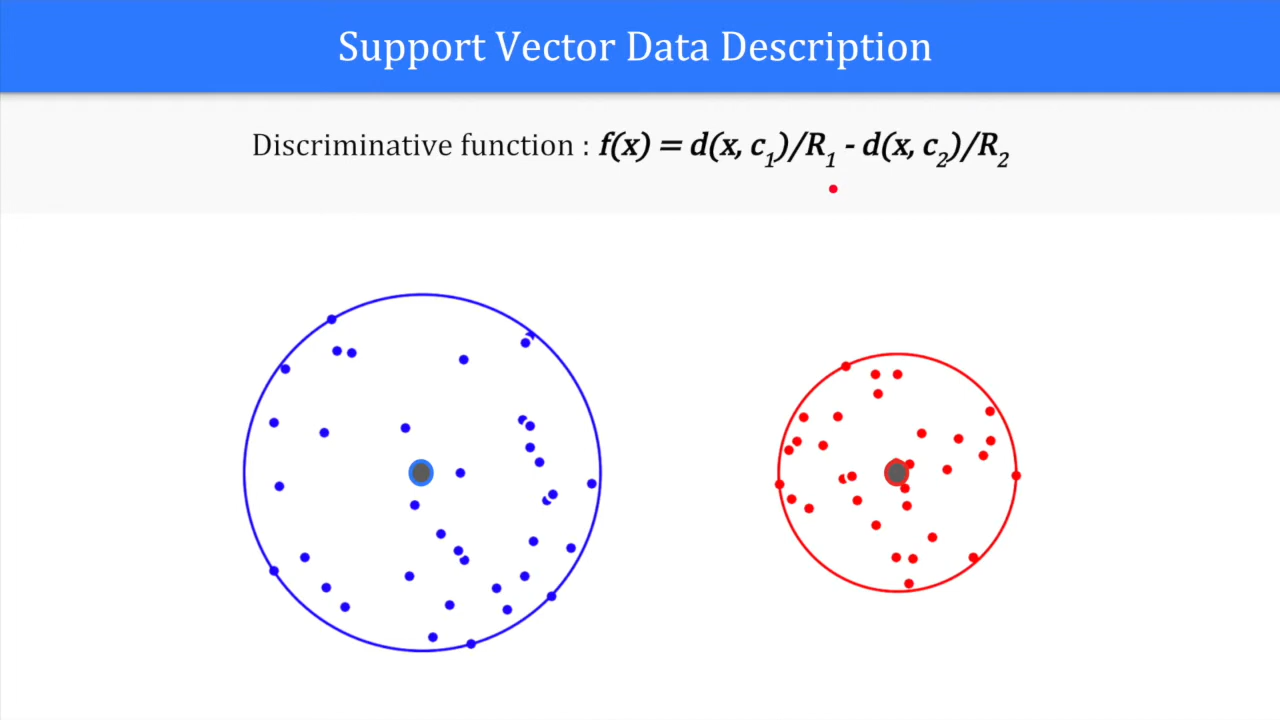 Support Vector Data Description
Discriminative function : f(x) = d(x, c₁)/R₁ - d(x, c₂)/R₂